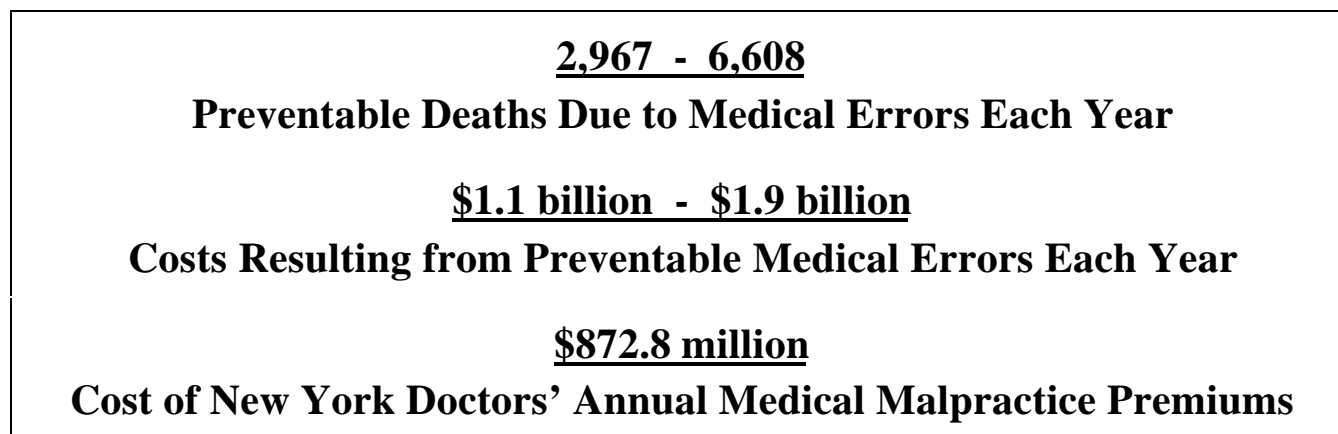 2,967 - 6,608
Preventable Deaths Due to Medical Errors Each Year
$1.1 billion - $1.9 billion
Costs Resulting from Preventable Medical Errors Each Year
$872.8 million
Cost of New York Doctors’ Annual Medical Malpractice Premiums